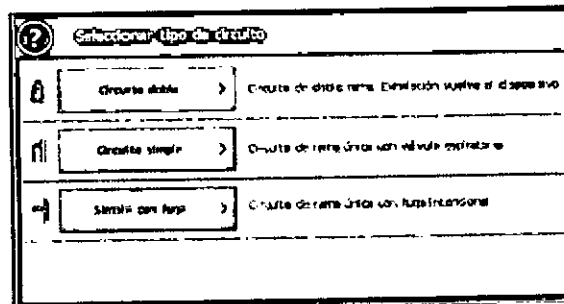 ?
Seleccionar tipo de circuito
Circuito doble >
Circuito de doble rama. Exhalación vuelve al dispositivo
Circuito simple >
Circuito de rama única con válvula espiratoria
Simple con fuga >
Circuito de rama única con fuga intencional